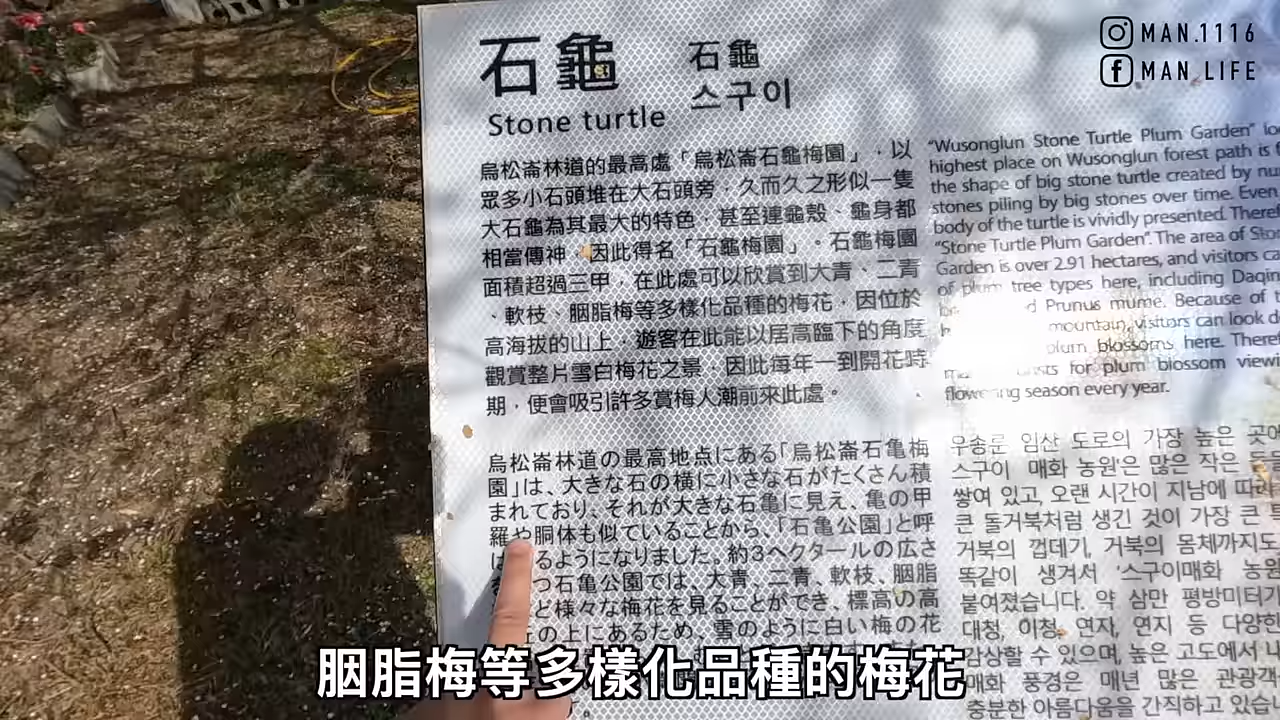 石龜
石龜
Stone turtle
스구이
MAN.1116
MAN LIFE
烏松崙林道的最高處「烏松崙石龜梅園」,以
眾多小石頭堆在大石頭旁,久而久之形似一隻
大石龜為其最大的特色,甚至連龜殼、龜身都
相當傳神,因此得名「石龜梅園」。石龜梅園
面積超過三甲,在此處可以欣賞到大青、二青
、軟枝、胭脂梅等多樣化品種的梅花,因位於
高海拔的山上,遊客在此能以居高臨下的角度
觀賞整片雪白梅花之景,因此每年一到開花時
期,便會吸引許多賞梅人潮前來此處。
"Wusonglun Stone Turtle Plum Garden"
highest place on Wusonglun forest path is
the shape of big stone turtle created by
stones piling by big stones over time. Even
body of the turtle is vividly presented.
"Stone Turtle Plum Garden". The area of
Garden is over 2.91 hectares, and visitors
of plum tree types here, including
Prunus mume. Because of
mountain, visitors can look
plum blossoms here.
for plum blossom
season every year.
烏松崙林道の最高地点にある「烏松崙石亀梅
園」は、大きな石の横に小さな石がたくさん積
まれており、それが大きな石亀に見え、亀の甲
羅や胴体も似ていることから、「石亀公園」と呼
るようになりました。約3ヘクタールの広さ
つ石亀公園では、大青、二青、軟枝、胭脂
ど様々な梅花を見ることができ、標高の高
の上にあるため、雪のように白い梅の花
우송룬 임산 도로의 가장 높은 곳에
스구이 매화 농원'은 많은 작은 돌들
쌓여 있고, 오랜 시간이 지남에 따라
큰 돌거북처럼 생긴 것이 가장 큰
거북의 껍데기, 거북의 몸체까지도
똑같이 생겨서 '스구이매화 농원
붙여졌습니다. 약 삼만 평방미터
대청, 이청, 연자, 연지 등 다양한
감상할 수 있으며, 높은 고도에서
매화 풍경은 매년 많은 관광객
충분한 아름다움을 간직하고 있습
胭脂梅等多樣化品種的梅花